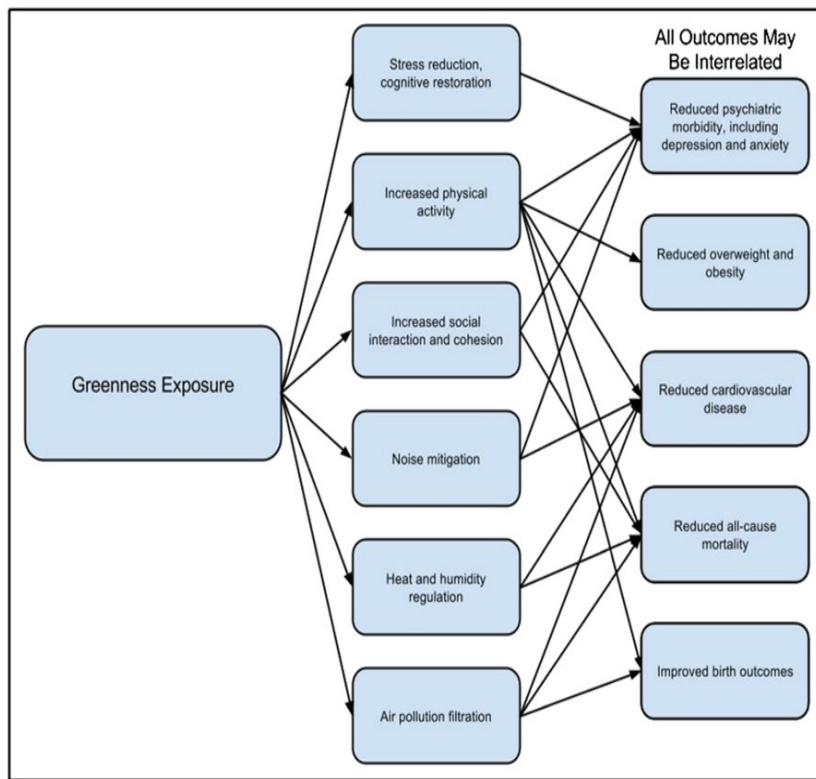 All Outcomes May
Be Interrelated
Greenness Exposure
Stress reduction,
cognitive restoration
Increased physical
activity
Increased social
interaction and cohesion
Noise mitigation
Heat and humidity
regulation
Air pollution filtration
Reduced psychiatric
morbidity, including
depression and anxiety
Reduced overweight and
obesity
Reduced cardiovascular
disease
Reduced all-cause
mortality
Improved birth outcomes